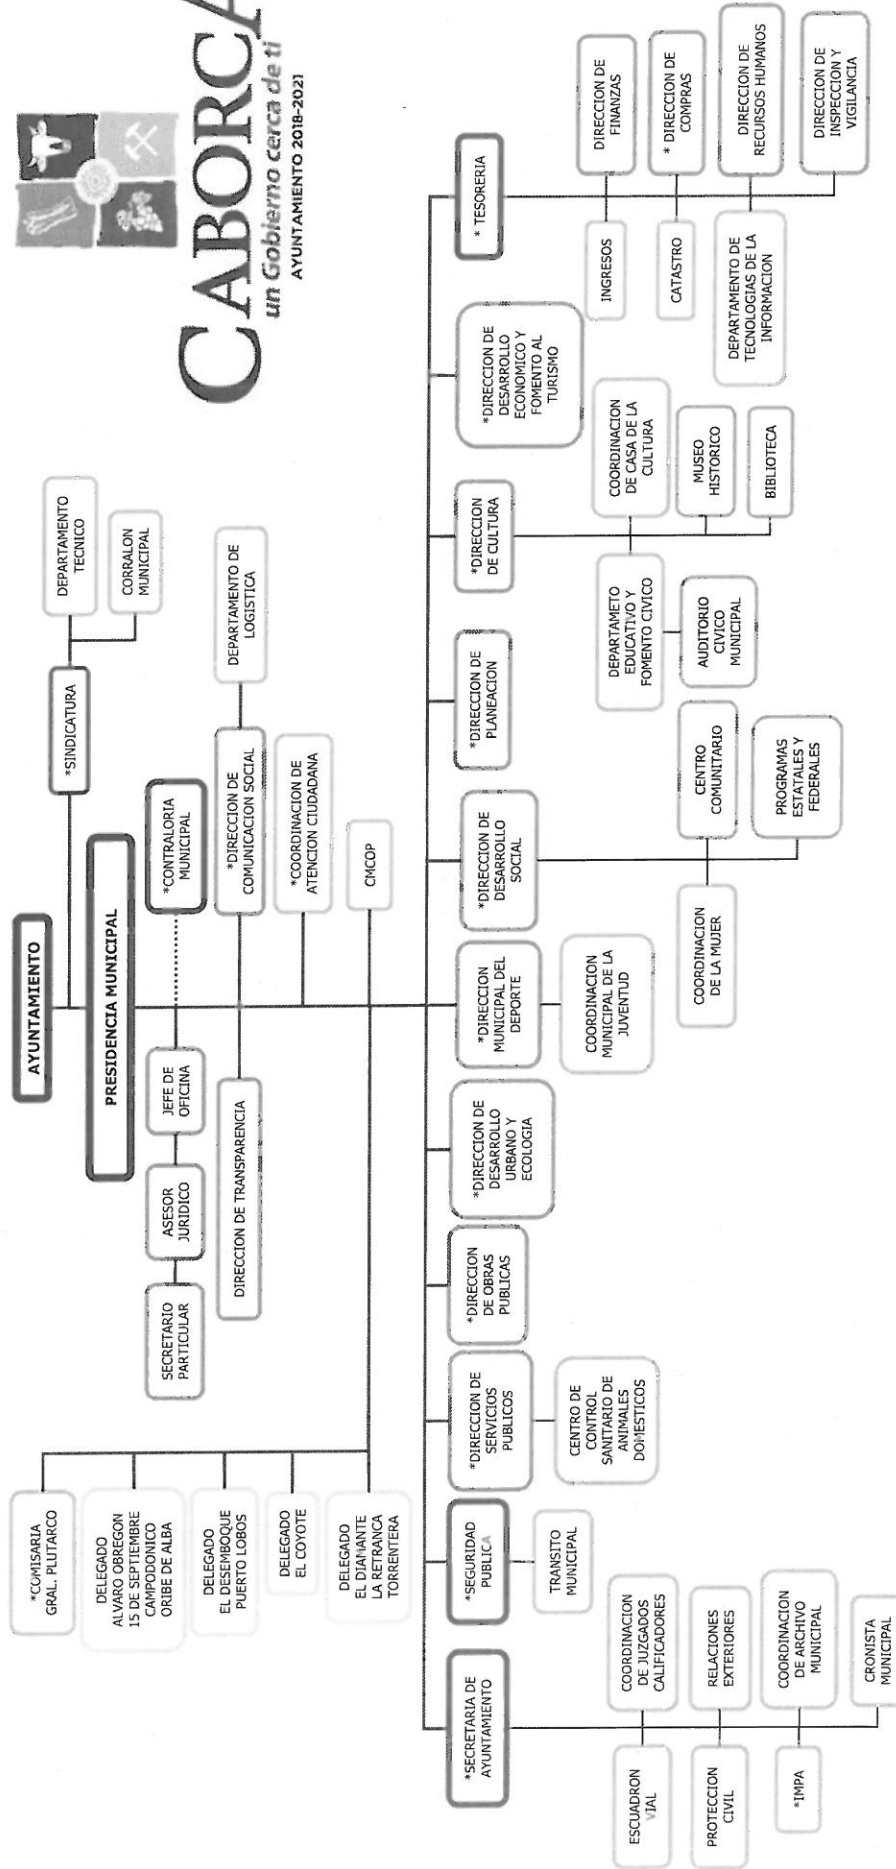 CABORCA
un Gobierno cerca de ti
AYUNTAMIENTO 2018-2021
AYUNTAMIENTO
*SINDICATURA
DEPARTAMENTO
TECNICO
CORRALON
MUNICIPAL
PRESIDENCIA MUNICIPAL
SECRETARIO
PARTICULAR
ASESOR
JURIDICO
JEFE DE
OFICINA
*CONTRALORIA
MUNICIPAL
DIRECCION DE TRANSPARENCIA
*DIRECCION DE
COMUNICACION SOCIAL
DEPARTAMENTO DE
LOGISTICA
*COORDINACION DE
ATENCION CIUDADANA
CMCOP
*COMISARIA
GRAL. PLUTARCO
DELEGADO
ALVARO OBREGON
15 DE SEPTIEMBRE
CAMPODONICO
ORIBE DE ALBA
DELEGADO
EL DESEMBOQUE
PUERTO LOBOS
DELEGADO
EL COYOTE
DELEGADO
EL DIAMANTE
LA RETRANCA
TORRENTERA
*SECRETARIA DE
AYUNTAMIENTO
ESCUADRON
VIAL
COORDINACION
DE JUZGADOS
CALIFICADORES
PROTECCION
CIVIL
RELACIONES
EXTERIORES
*IMPA
COORDINACION
DE ARCHIVO
MUNICIPAL
CRONISTA
MUNICIPAL
*SEGURIDAD
PUBLICA
TRANSITO
MUNICIPAL
*DIRECCION DE
SERVICIOS
PUBLICOS
CENTRO DE
CONTROL
SANITARIO DE
ANIMALES
DOMESTICOS
*DIRECCION
DE OBRAS
PUBLICAS
*DIRECCION DE
DESARROLLO
URBANO Y
ECOLOGIA
*DIRECCION
MUNICIPAL DEL
DEPORTE
COORDINACION
MUNICIPAL DE LA
JUVENTUD
*DIRECCION DE
DESARROLLO
SOCIAL
COORDINACION
DE LA MUJER
CENTRO
COMUNITARIO
PROGRAMAS
ESTATALES Y
FEDERALES
*DIRECCION DE
PLANEACION
*DIRECCION
DE CULTURA
DEPARTAMETO
EDUCATIVO Y
FOMENTO CIVICO
AUDITORIO
CIVICO
MUNICIPAL
COORDINACION
DE CASA DE LA
CULTURA
MUSEO
HISTORICO
BIBLIOTECA
*DIRECCION DE
DESARROLLO
ECONOMICO Y
FOMENTO AL
TURISMO
* TESORERIA
INGRESOS
DIRECCION DE
FINANZAS
CATASTRO
* DIRECCION DE
COMPRAS
DEPARTAMENTO DE
TECNOLOGIAS DE LA
INFORMACION
DIRECCION DE
RECURSOS HUMANOS
DIRECCION DE
INSPECCION Y
VIGILANCIA